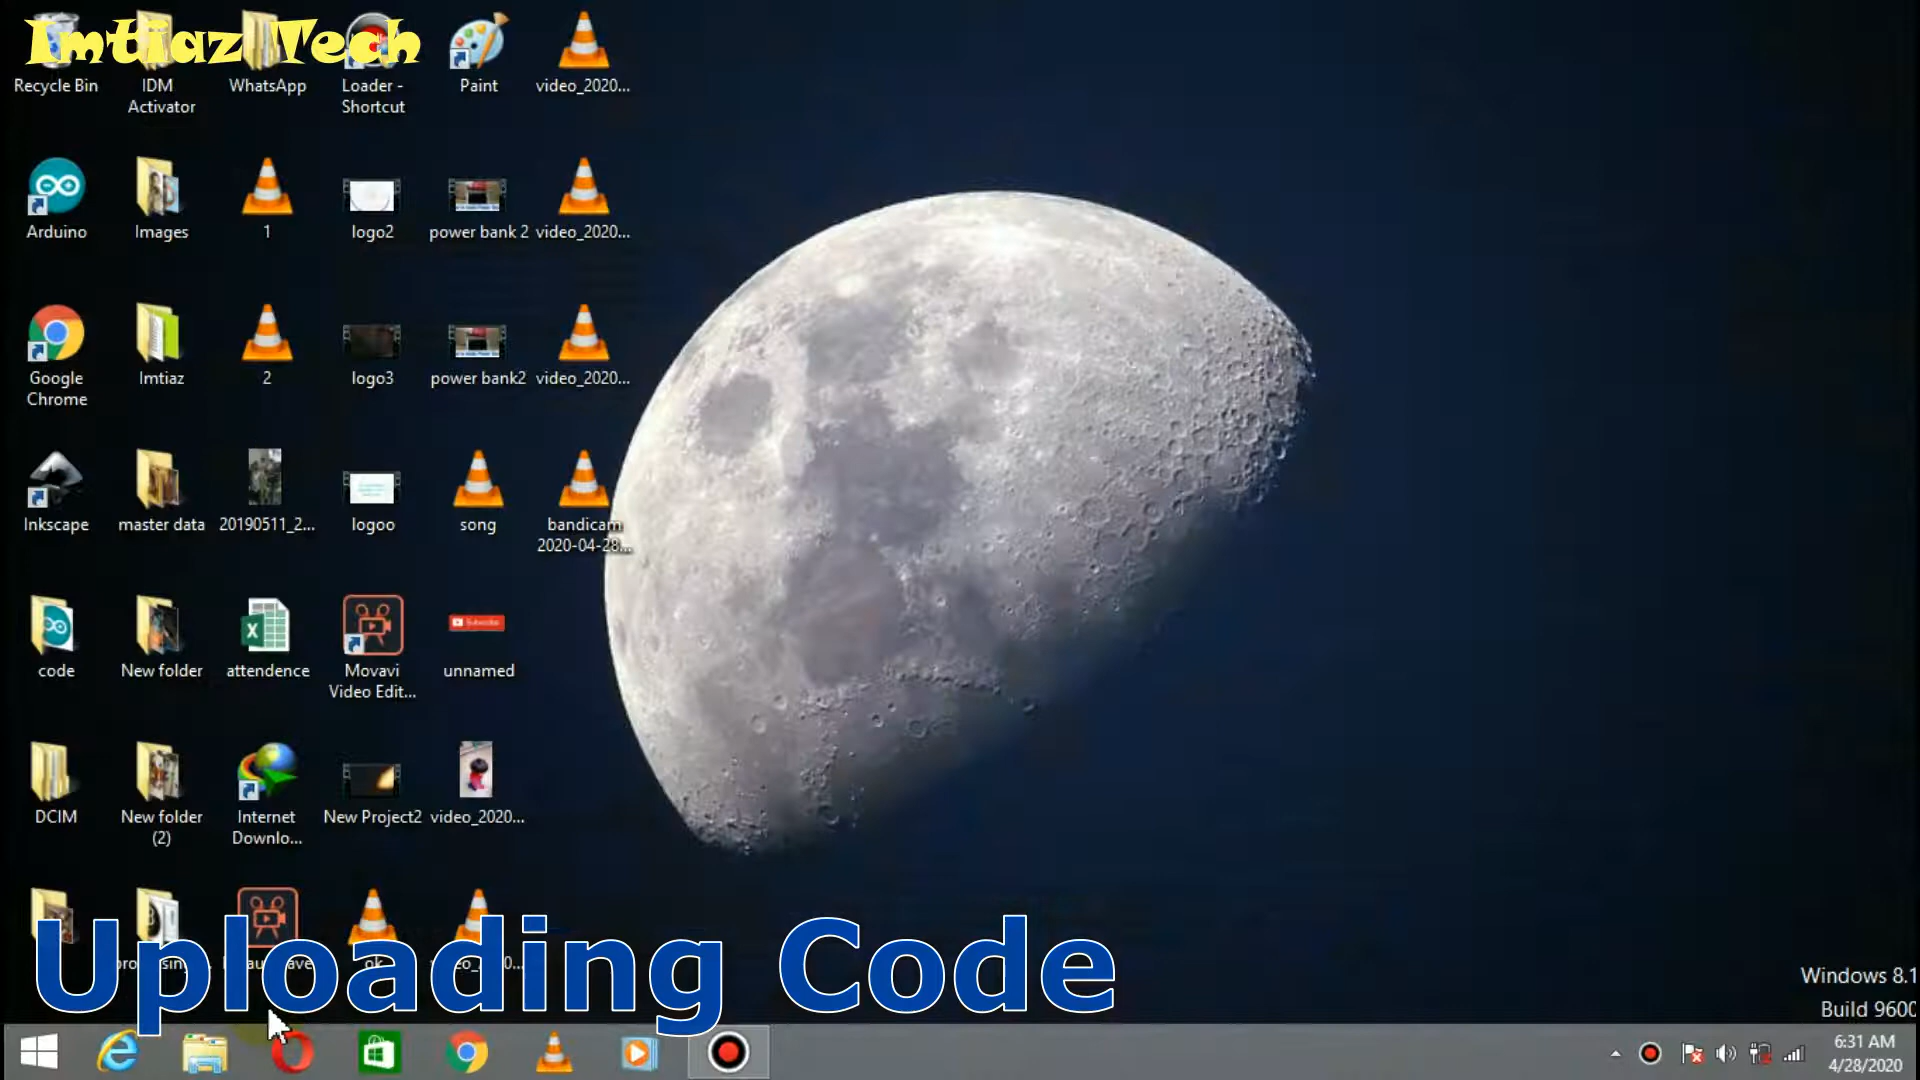 Imtiaz Tech
Recycle Bin
IDM
Activator
WhatsApp
Loader -
Shortcut
Paint
video_2020...
Arduino
Images
1
logo2
power bank 2
video_2020...
Google
Chrome
Imtiaz
2
logo3
power bank2
video_2020...
Inkscape
master data
20190511_2...
logoo
song
bandicam
2020-04-28...
code
New folder
attendence
Movavi
Video Edit...
unnamed
DCIM
New folder
(2)
Internet
Downlo...
New Project2
video_2020...
ok
Uploading Code
Windows 8.1
Build 9600
6:31 AM
4/28/2020